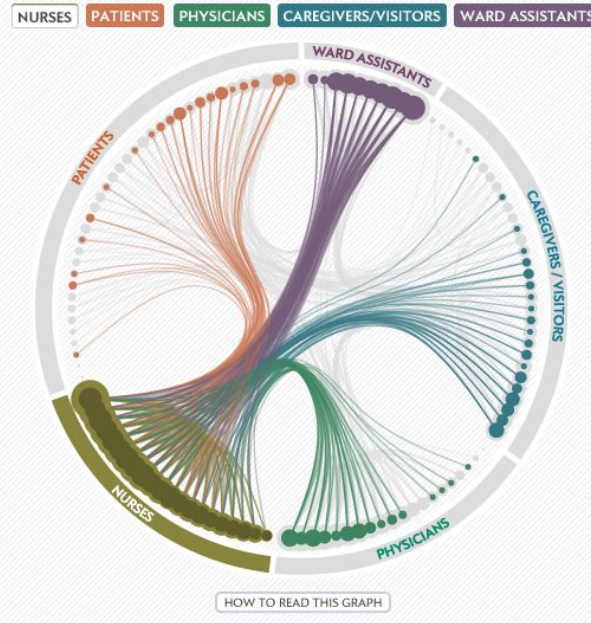 NURSES PATIENTS PHYSICIANS CAREGIVERS/VISITORS WARD ASSISTANTS
WARD ASSISTANTS
PATIENTS
CAREGIVERS / VISITORS
NURSES
PHYSICIANS
HOW TO READ THIS GRAPH